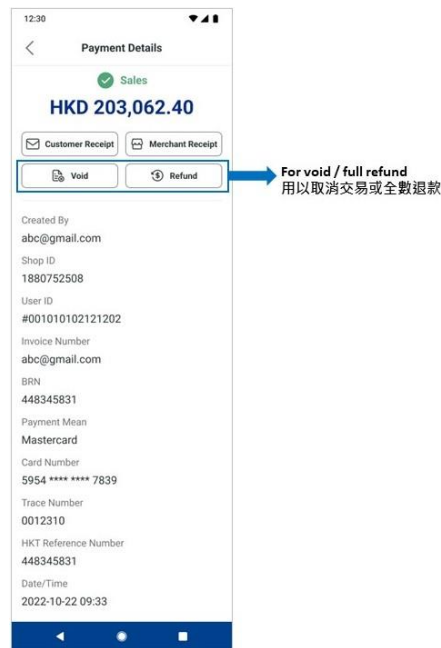 12:30
Payment Details
Sales
HKD 203,062.40
Customer Receipt
Merchant Receipt
Void
Refund
For void / full refund
用以取消交易或全數退款
Created By
abc@gmail.com
Shop ID
1880752508
User ID
#001010102121202
Invoice Number
abc@gmail.com
BRN
448345831
Payment Mean
Mastercard
Card Number
5954 **** **** 7839
Trace Number
0012310
HKT Reference Number
448345831
Date/Time
2022-10-22 09:33